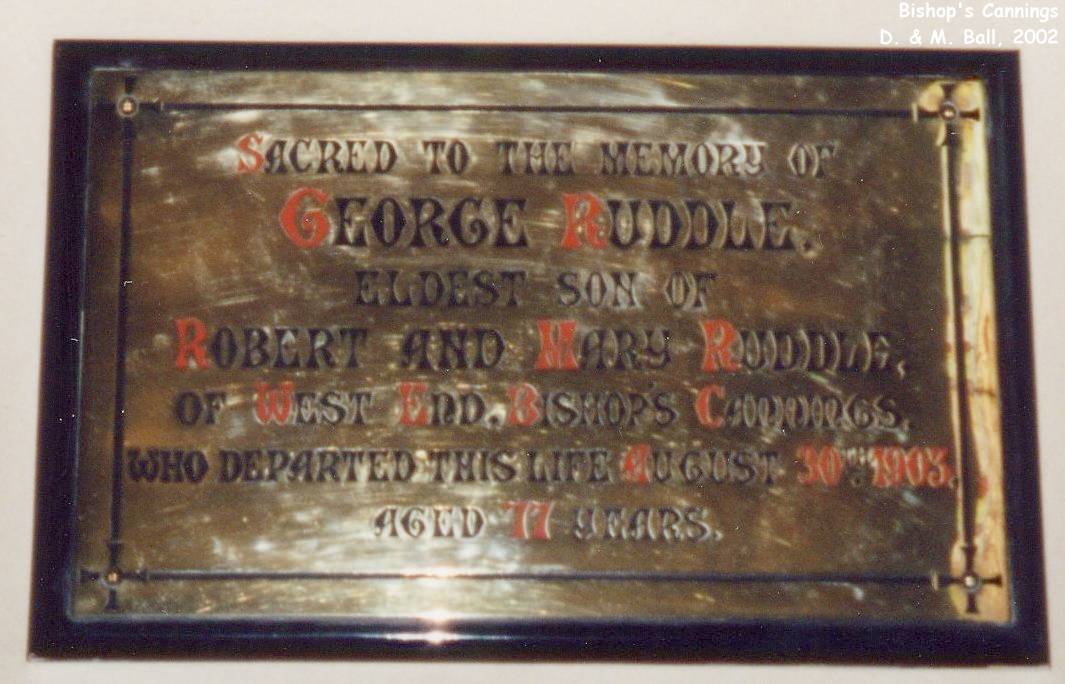 Bishop's Cannings
D. & M. Ball, 2002
SACRED TO THE MEMORY OF
GEORGE RUDDLE,
ELDEST SON OF
ROBERT AND MARY RUDDLE,
OF WEST END, BISHOP'S CANNINGS,
WHO DEPARTED THIS LIFE AUGUST 30TH 1903,
AGED 77 YEARS.